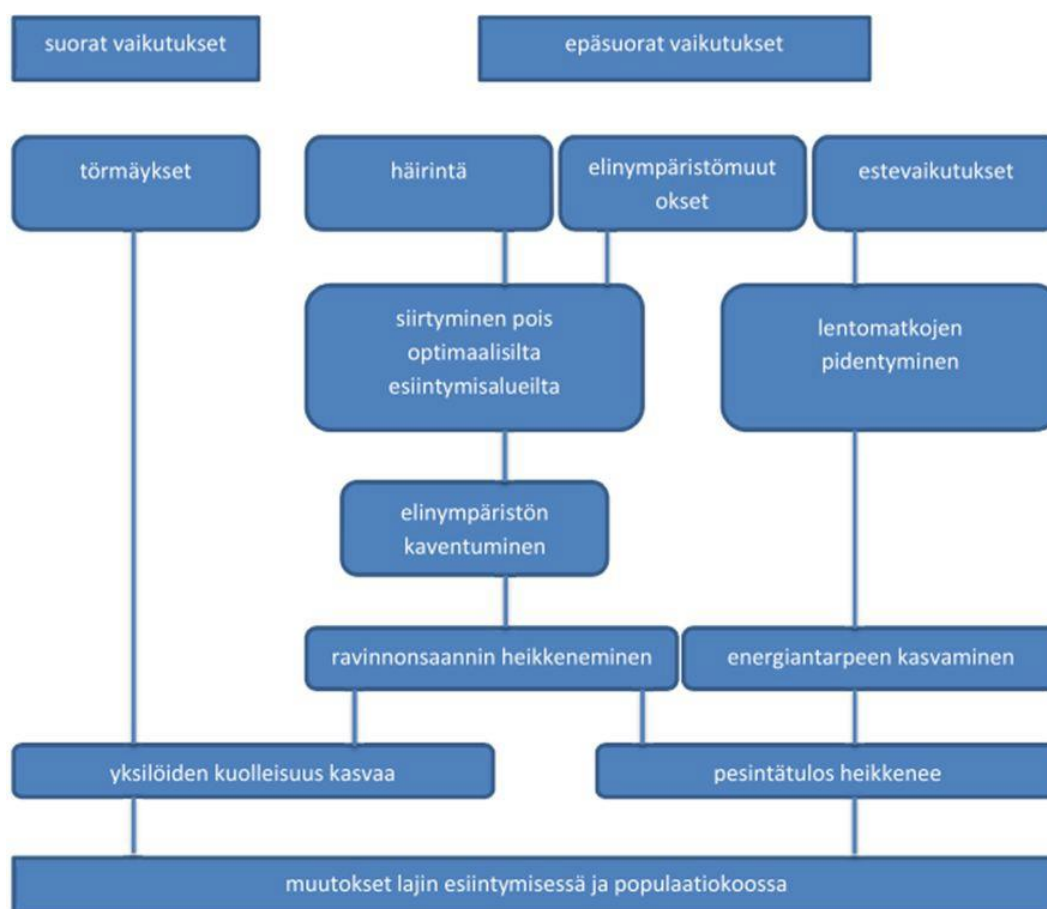 suorat vaikutukset
epäsuorat vaikutukset
törmäykset
häirintä
elinympäristömuut
okset
estevaikutukset
siirtyminen pois
optimaalisilta
esiintymisalueilta
lentomatkojen
pidentyminen
elinympäristön
kaventuminen
ravinnonsaannin heikkeneminen
energiantarpeen kasvaminen
yksilöiden kuolleisuus kasvaa
pesintätulos heikkenee
muutokset lajin esiintymisessä ja populaatiokoossa